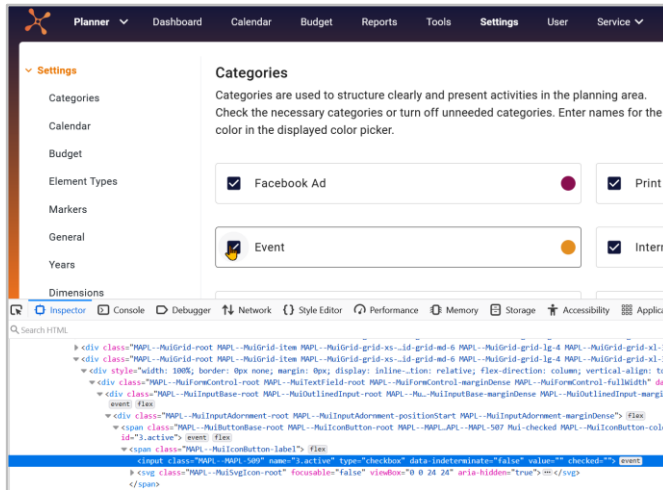 Planner Dashboard Calendar Budget Reports Tools Settings User Service
Settings
Categories
Calendar
Budget
Element Types
Markers
General
Years
Dimensions
Categories
Categories are used to structure clearly and present activities in the planning area.
Check the necessary categories or turn off unneeded categories. Enter names for the
color in the displayed color picker.
Facebook Ad
Print
Event
Intern
Inspector Console Debugger Network {} Style Editor Performance Memory Storage Accessibility Applic
Search HTML
<div class="MAPL--MuiGrid-root MAPL--MuiGrid-item MAPL--MuiGrid-grid-xs-…id-grid-md-6 MAPL--MuiGrid-grid-lg-4 MAPL--MuiGrid-grid-xl-
<div class="MAPL--MuiGrid-root MAPL--MuiGrid-item MAPL--MuiGrid-grid-xs-…id-grid-md-6 MAPL--MuiGrid-grid-lg-4 MAPL--MuiGrid-grid-xl-
<div style="width: 100%; border: 0px none; margin: 0px; display: inline-…tion: relative; flex-direction: column; vertical-align: to
<div class="MAPL--MuiFormControl-root MAPL--MuiTextField-root MAPL--MuiFormControl-marginDense MAPL--MuiFormControl-fullWidth" da
<div class="MAPL--MuiInputBase-root MAPL--MuiOutlinedInput-root MAPL--Mu…-MuiInputBase-marginDense MAPL--MuiOutlinedInput-margi
event flex
<div class="MAPL--MuiInputAdornment-root MAPL--MuiInputAdornment-positionStart MAPL--MuiInputAdornment-marginDense"> flex
<span class="MAPL--MuiButtonBase-root MAPL--MuiIconButton-root MAPL--MAPL…APL--MAPL-507 Mui-checked MAPL--MuiIconButton-col
id="3.active"> event flex
<span class="MAPL--MuiIconButton-label"> flex
<input class="MAPL--MAPL-509" name="3.active" type="checkbox" data-indeterminate="false" value="" checked=""> event
<svg class="MAPL--MuiSvgIcon-root" focusable="false" viewBox="0 0 24 24" aria-hidden="true"> </svg>
</span>